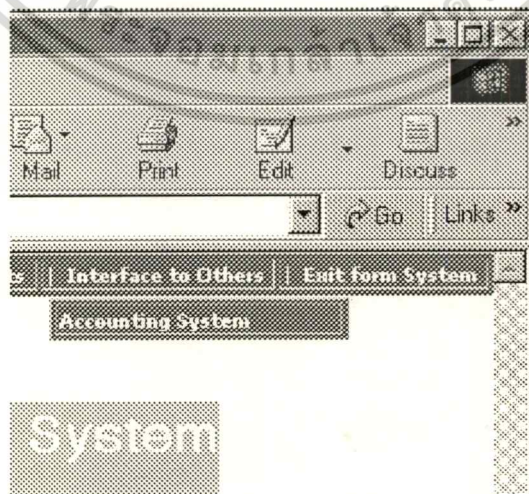 Mail Print Edit Discuss »
Go Links »
Interface to Others | Exit form System
Accounting System
System